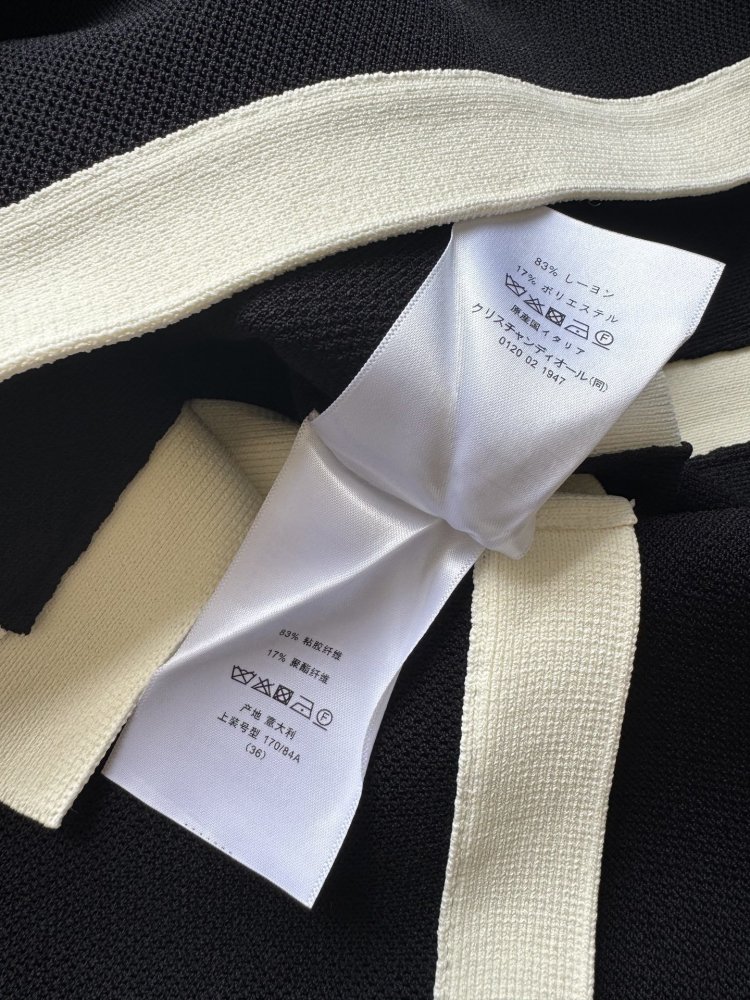 83% レーヨン
17% ポリエステル
F
原産国イタリア
クリスチャンディオール(同)
0120 02 1947
83% 粘胶纤维
17% 聚酯纤维
F
产地 意大利
上装号型 170/84A
(36)